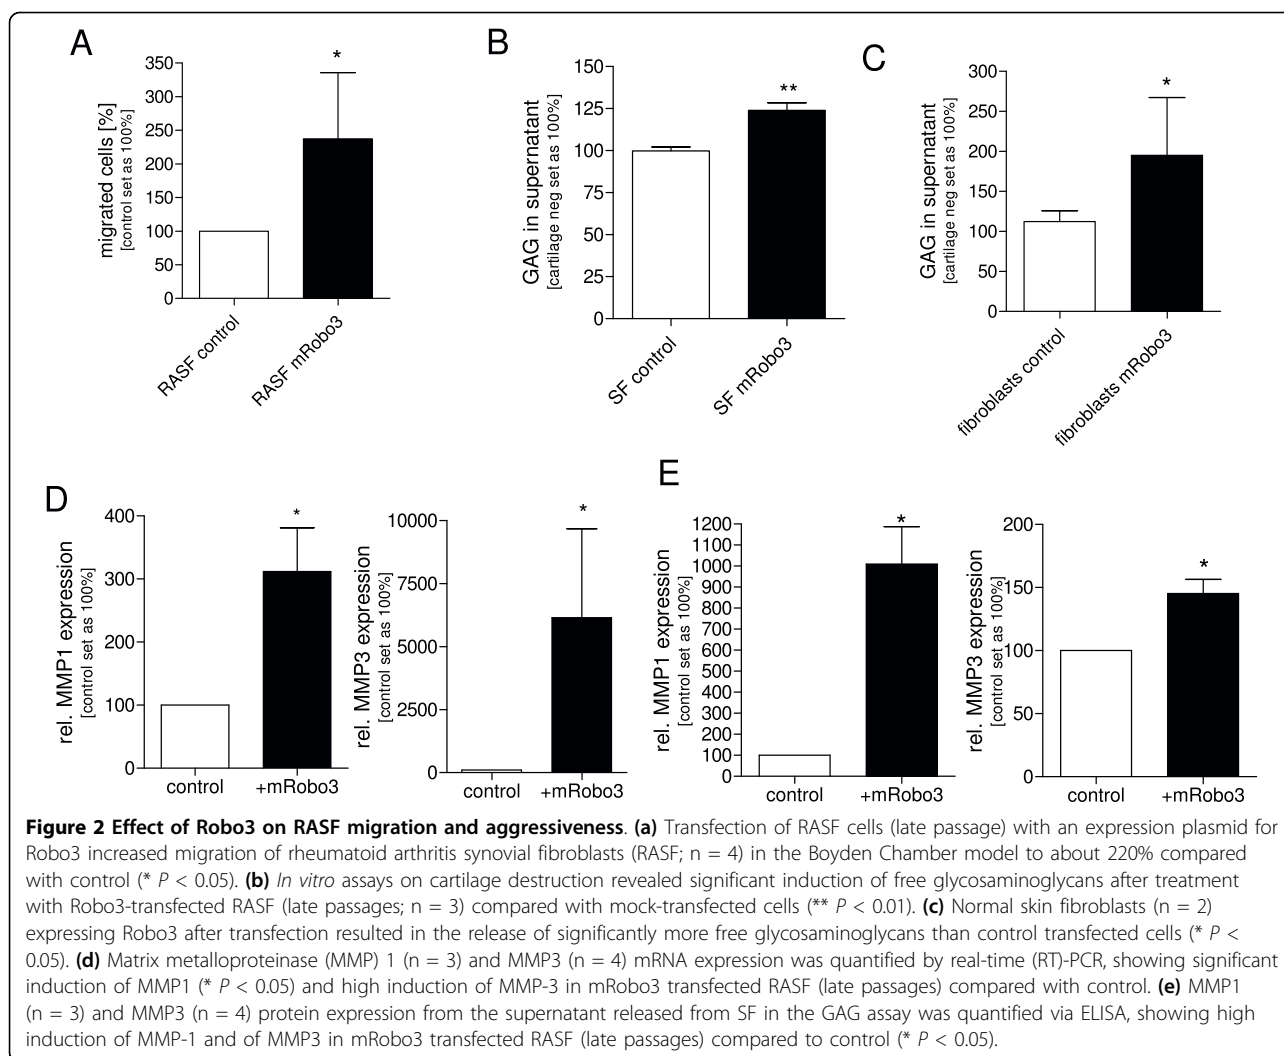 A
migrated cells [%]
[control set as 100%]
350
300
250
200
150
100
50
0
*
RASF control
RASF mRobo3
B
GAG in supernatant
[cartilage neg set as 100%]
150
125
100
75
50
25
0
**
SF control
SF mRobo3
C
GAG in supernatant
[cartilage neg set as 100%]
300
250
200
150
100
50
0
*
fibroblasts control
fibroblasts mRobo3
D
rel. MMP1 expression
[control set as 100%]
400
300
200
100
0
*
control
+mRobo3
rel. MMP3 expression
[control set as 100%]
10000
7500
5000
2500
0
*
control
+mRobo3
E
rel. MMP1 expression
[control set as 100%]
1200
1100
1000
900
800
700
600
500
400
300
200
100
0
*
control
+mRobo3
rel. MMP3 expression
[control set as 100%]
200
150
100
50
0
*
control
+mRobo3
Figure 2 Effect of Robo3 on RASF migration and aggressiveness. (a) Transfection of RASF cells (late passage) with an expression plasmid for
Robo3 increased migration of rheumatoid arthritis synovial fibroblasts (RASF; n = 4) in the Boyden Chamber model to about 220% compared
with control (* P < 0.05). (b) In vitro assays on cartilage destruction revealed significant induction of free glycosaminoglycans after treatment
with Robo3-transfected RASF (late passages; n = 3) compared with mock-transfected cells (** P < 0.01). (c) Normal skin fibroblasts (n = 2)
expressing Robo3 after transfection resulted in the release of significantly more free glycosaminoglycans than control transfected cells (* P <
0.05). (d) Matrix metalloproteinase (MMP) 1 (n = 3) and MMP3 (n = 4) mRNA expression was quantified by real-time (RT)-PCR, showing significant
induction of MMP1 (* P < 0.05) and high induction of MMP-3 in mRobo3 transfected RASF (late passages) compared with control. (e) MMP1
(n = 3) and MMP3 (n = 4) protein expression from the supernatant released from SF in the GAG assay was quantified via ELISA, showing high
induction of MMP-1 and of MMP3 in mRobo3 transfected RASF (late passages) compared to control (* P < 0.05).